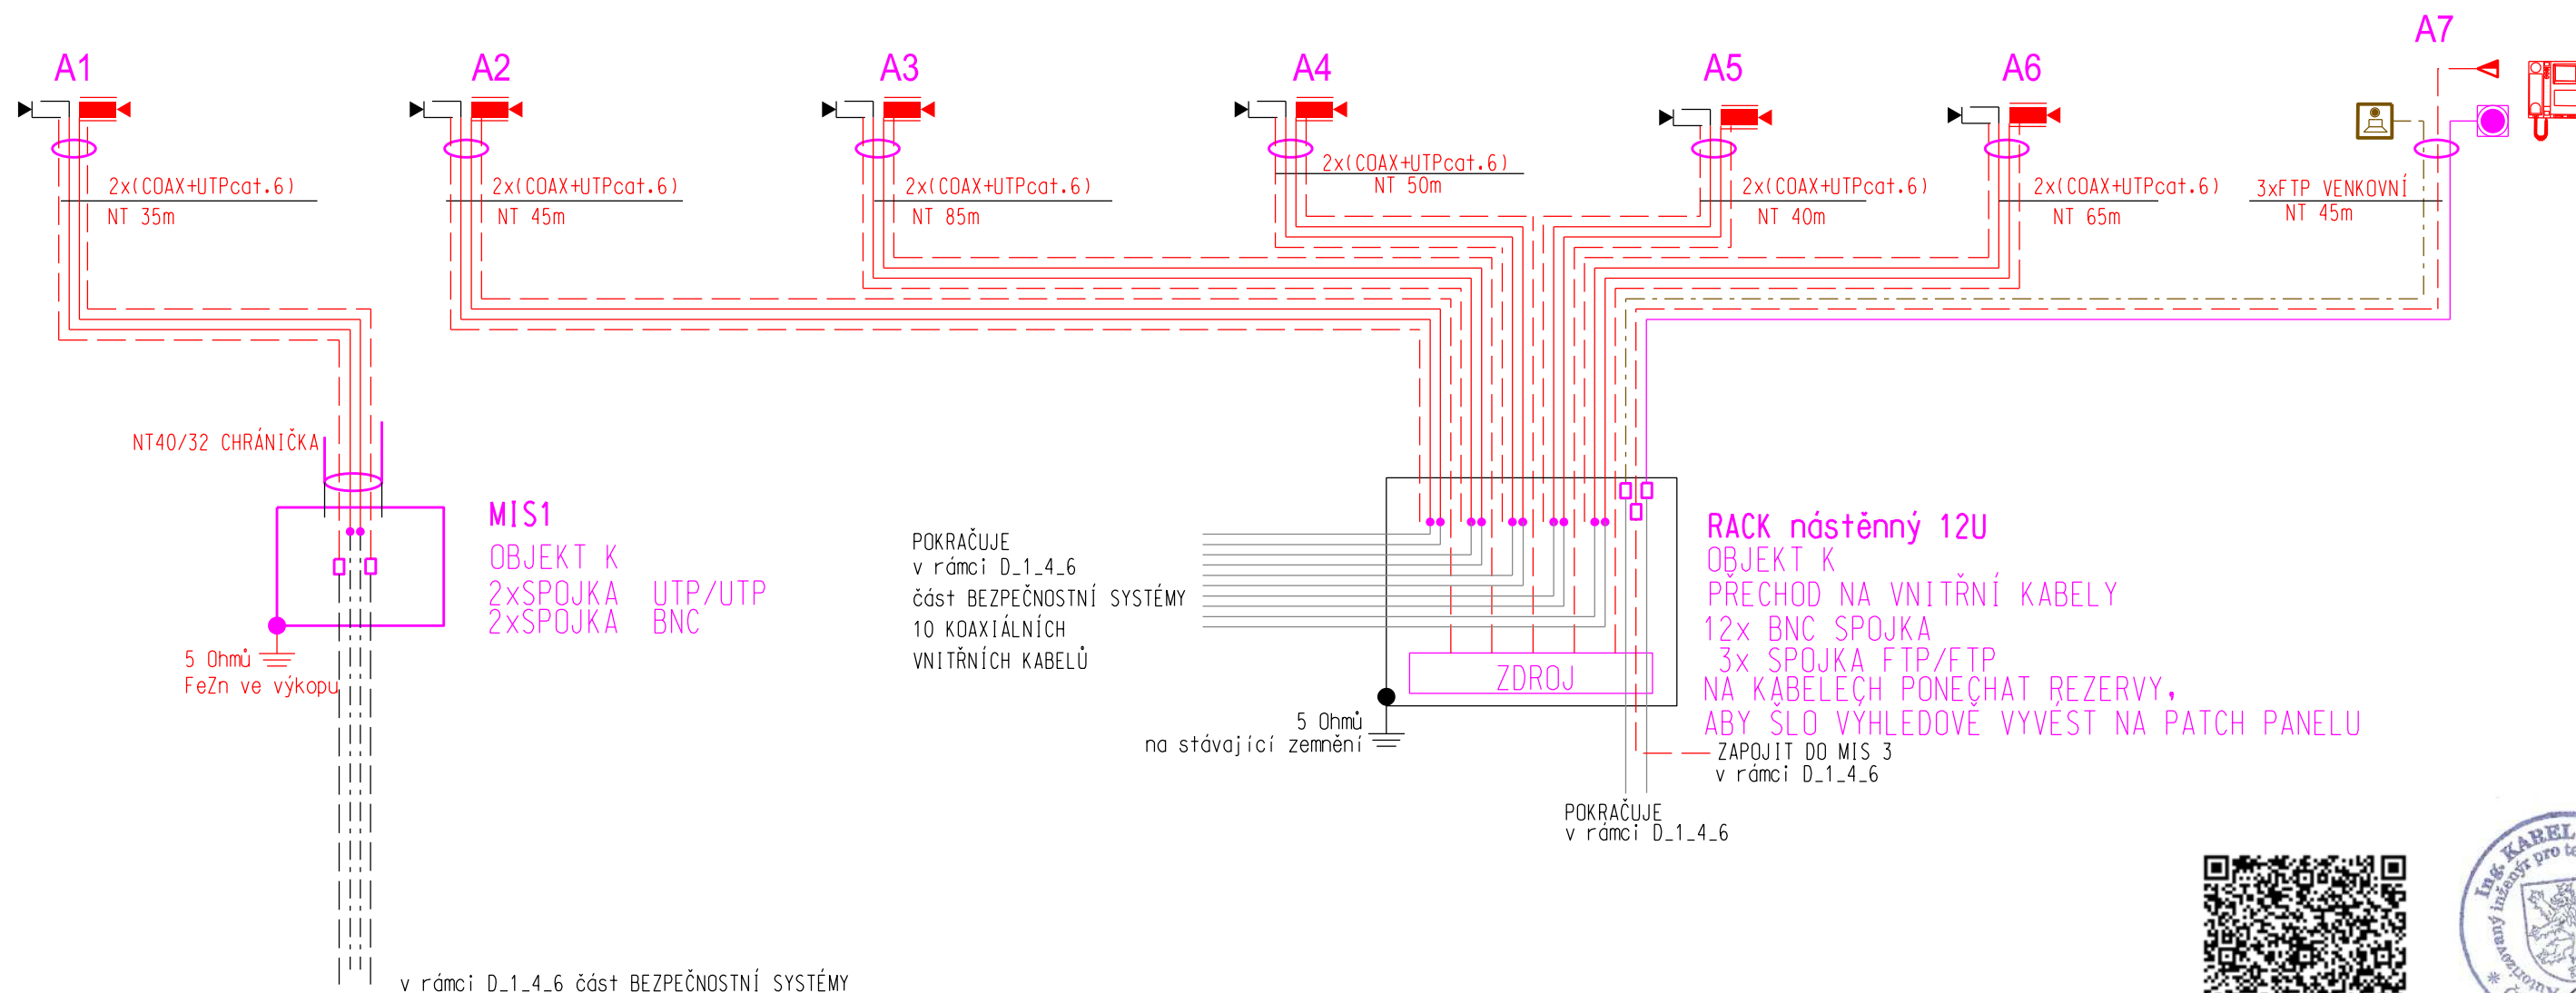 A1
A2
A3
A4
A5
A6
A7
2x(COAX+UTPcat.6)
NT 35m
2x(COAX+UTPcat.6)
NT 45m
2x(COAX+UTPcat.6)
NT 85m
2x(COAX+UTPcat.6)
NT 50m
2x(COAX+UTPcat.6)
NT 40m
2x(COAX+UTPcat.6)
NT 65m
3xFTP VENKOVNÍ
NT 45m
NT40/32 CHRÁNIČKA
MIS1
OBJEKT K
2xSPOJKA UTP/UTP
2xSPOJKA BNC
5 Ohmů
FeZn ve výkopu
v rámci D_1_4_6 část BEZPEČNOSTNÍ SYSTÉMY
POKRAČUJE
v rámci D_1_4_6
část BEZPEČNOSTNÍ SYSTÉMY
10 KOAXIÁLNÍCH
VNITŘNÍCH KABELŮ
ZDROJ
5 Ohmů
na stávající zemnění
RACK nástěnný 12U
OBJEKT K
PŘECHOD NA VNITŘNÍ KABELY
12x BNC SPOJKA
3x SPOJKA FTP/FTP
NA KABELECH PONECHAT REZERVY,
ABY ŠLO VÝHLEDOVĚ VYVÉST NA PATCH PANELU
ZAPOJIT DO MIS 3
v rámci D_1_4_6
POKRAČUJE
v rámci D_1_4_6
Ing. KAREL
inženýr pro